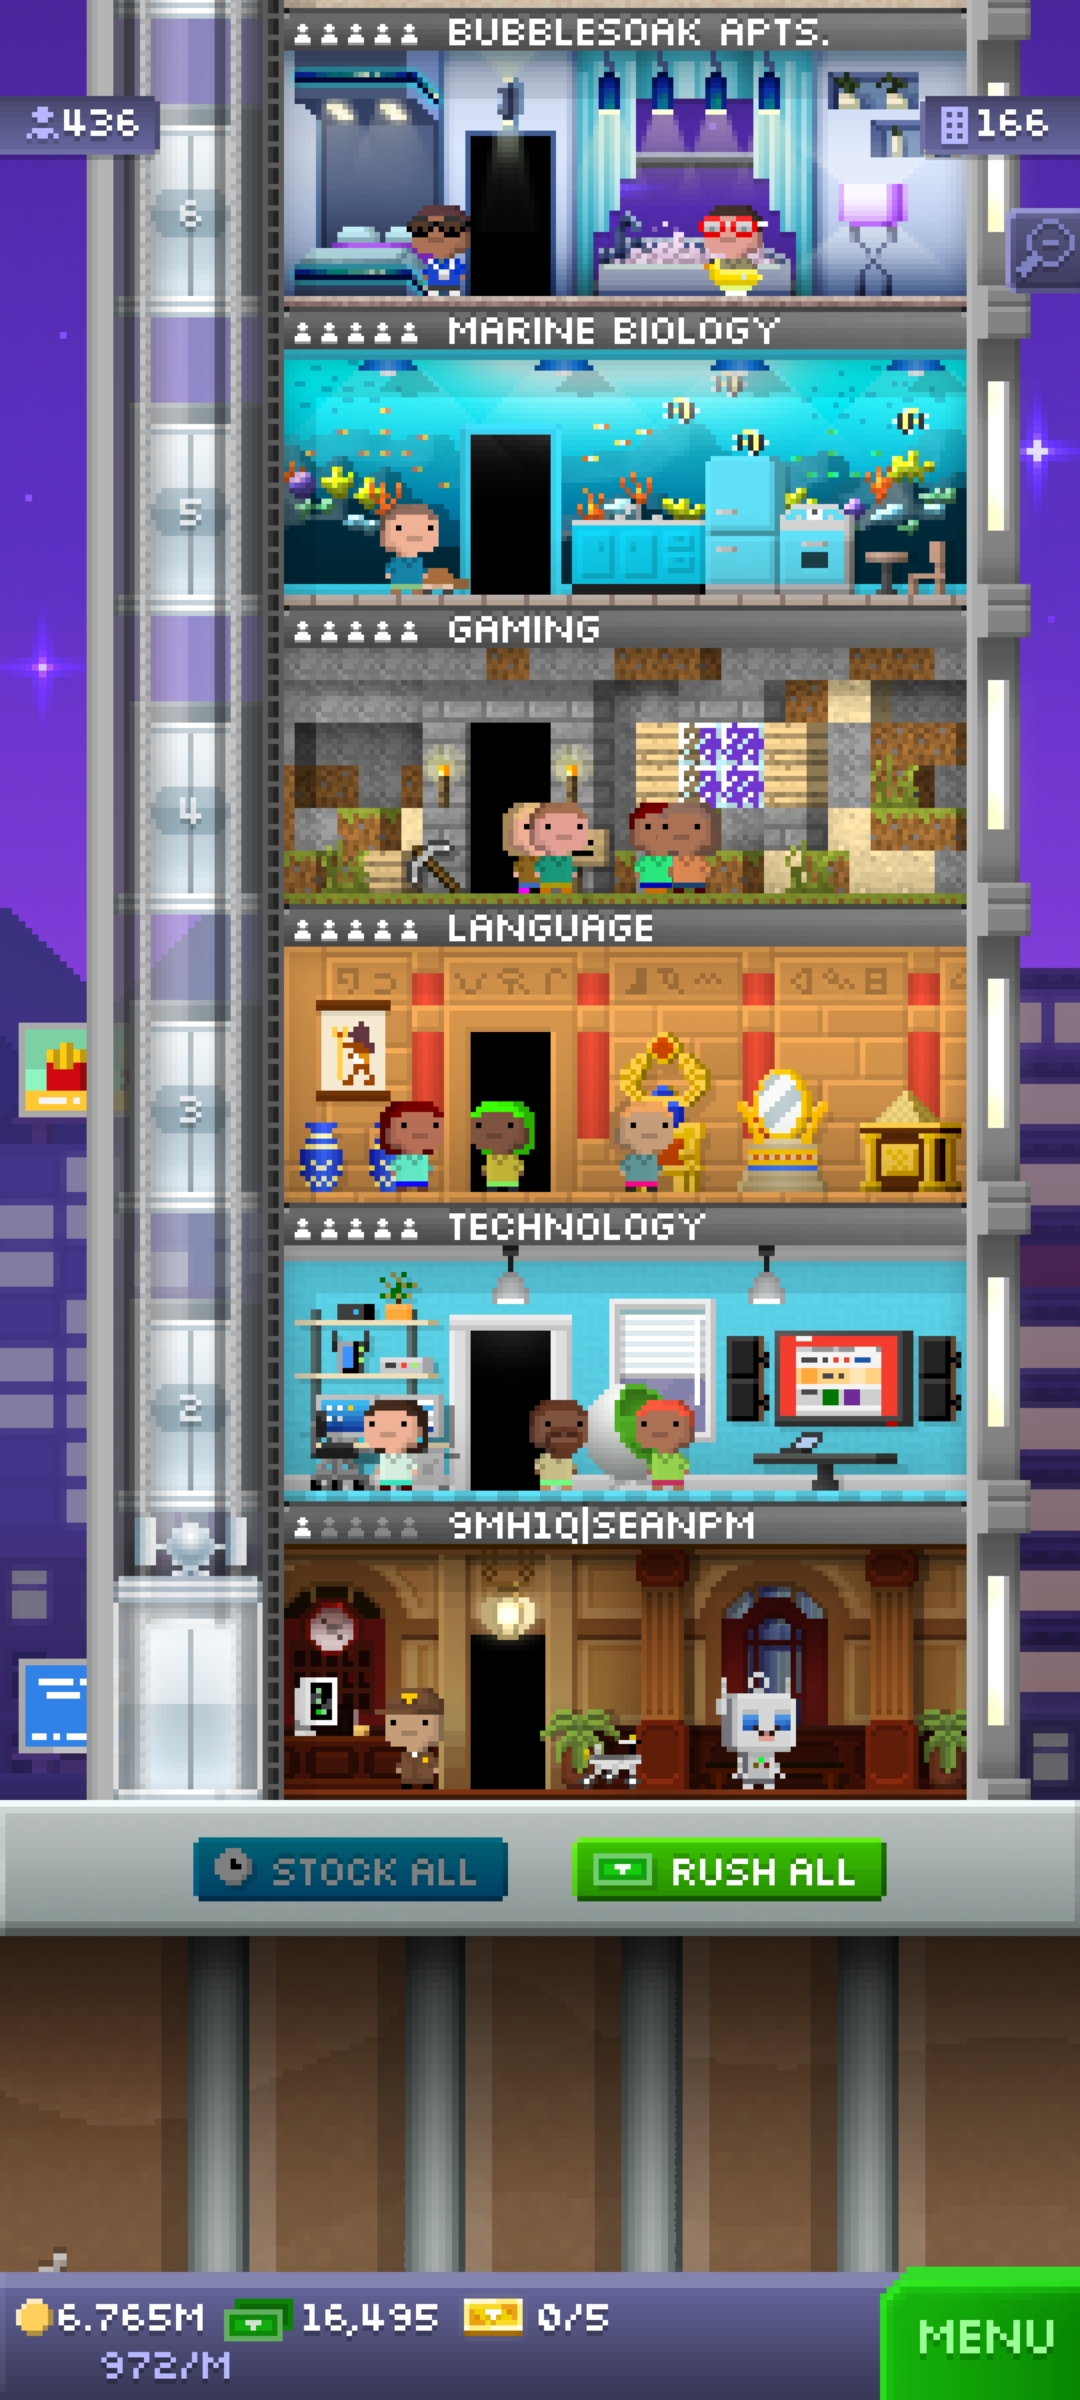 BUBBLESOAK APTS.
436
166
6
MARINE BIOLOGY
5
GAMING
4
LANGUAGE
3
TECHNOLOGY
2
9MH1Q|SEANPM
STOCK ALL
RUSH ALL
6.765M 16,495 0/5
972/M
MENU